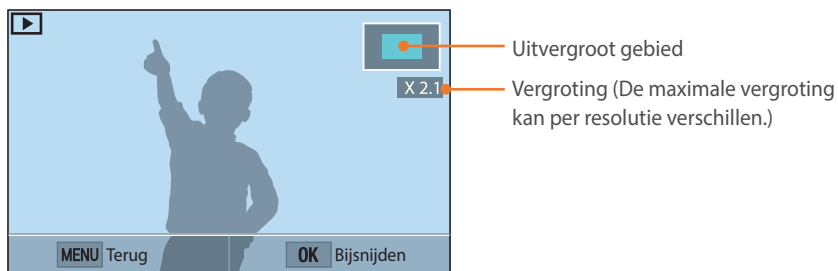 Uitvergroot gebied
X 2.1
Vergroting (De maximale vergroting
kan per resolutie verschillen.)
MENU Terug
OK Bijsnijden